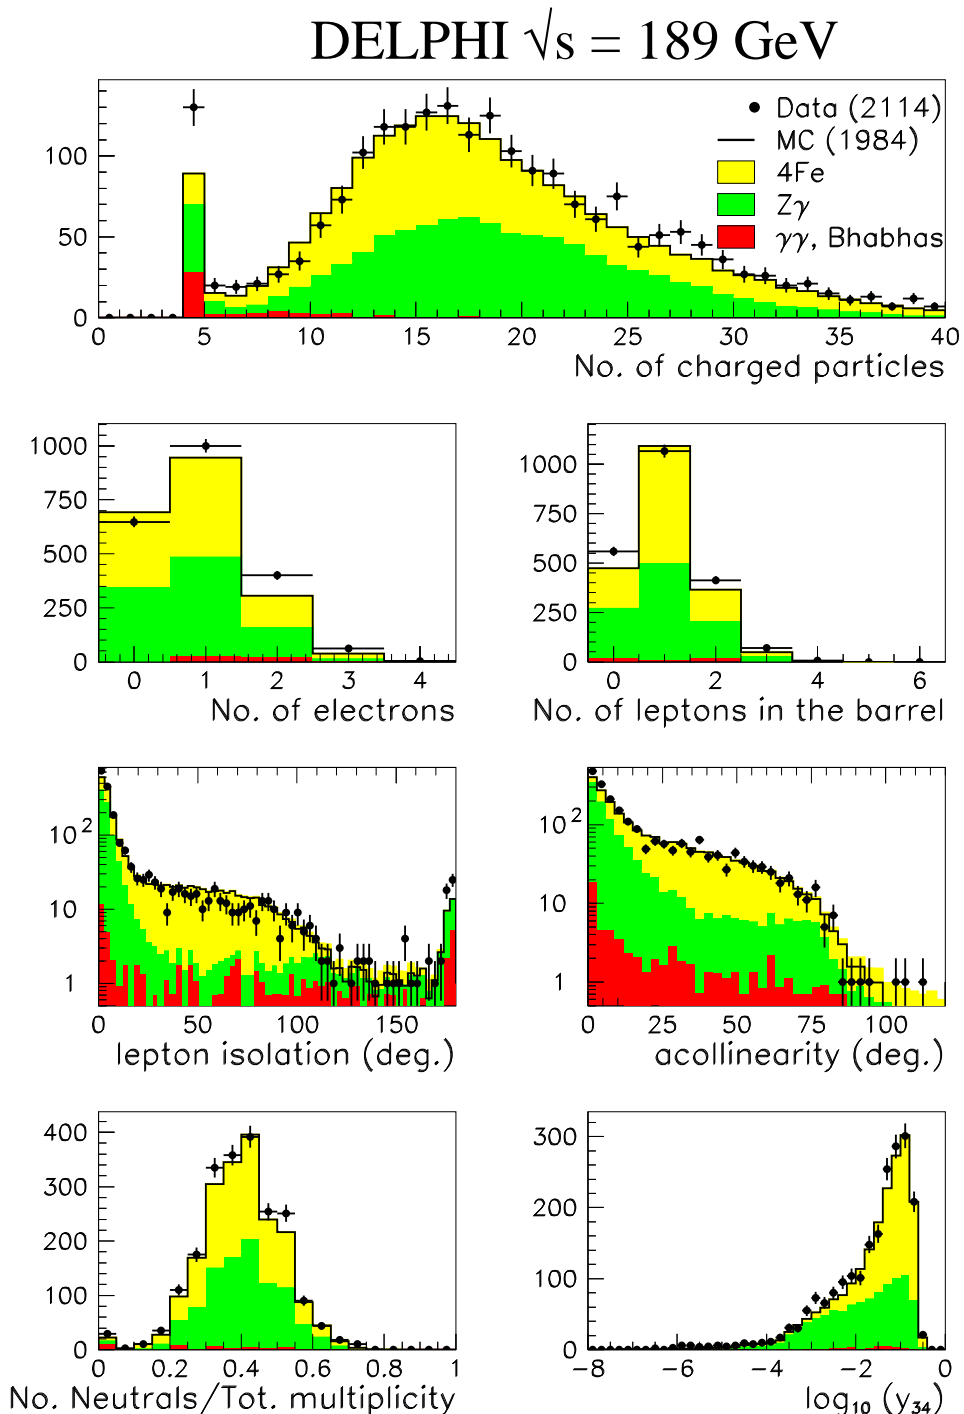 DELPHI √s = 189 GeV
100
50
0
Data (2114)
MC (1984)
4Fe
Zγ
γγ, Bhabhas
0 5 10 15 20 25 30 35 40
No. of charged particles
1000
750
500
250
0
0 1 2 3 4
No. of electrons
1000
750
500
250
0
0 2 4 6
No. of leptons in the barrel
10²
10
1
0 50 100 150
lepton isolation (deg.)
10²
10
1
0 25 50 75 100
acollinearity (deg.)
400
300
200
100
0
0 0.2 0.4 0.6 0.8 1
No. Neutrals/Tot. multiplicity
300
200
100
0
−8 −6 −4 −2 0
log₁₀ (y₃₄)